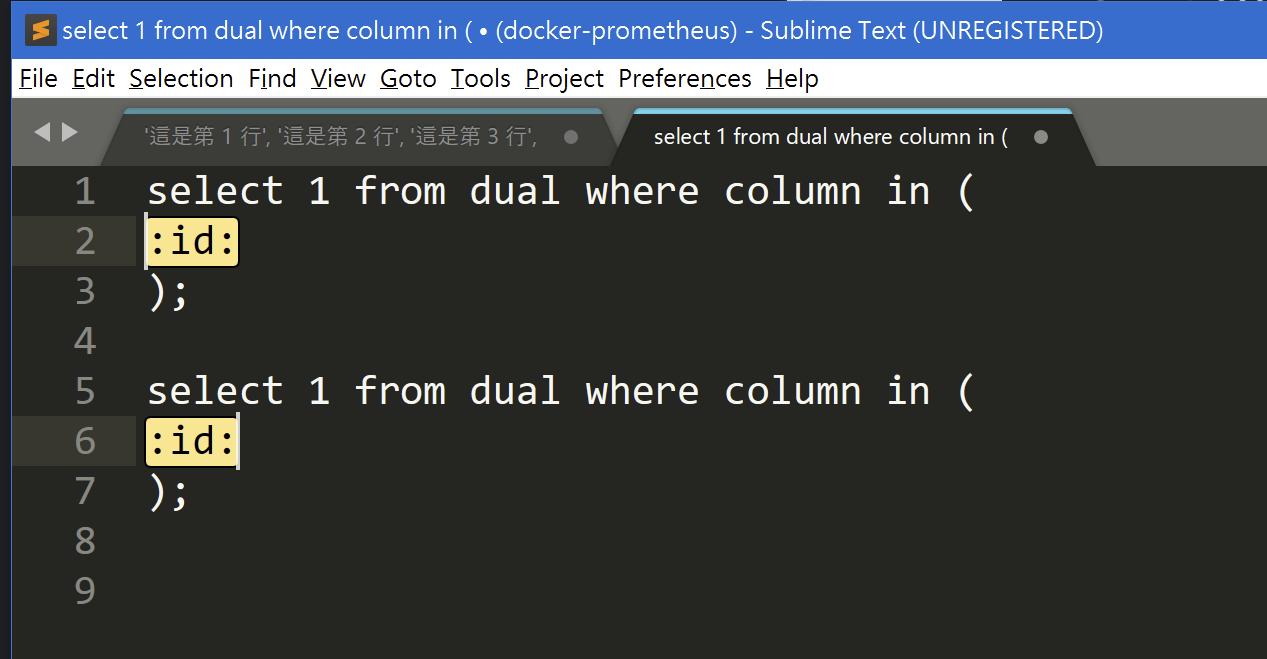 select 1 from dual where column in ( • (docker-prometheus) - Sublime Text (UNREGISTERED)
File Edit Selection Find View Goto Tools Project Preferences Help
'這是第 1 行', '這是第 2 行', '這是第 3 行', select 1 from dual where column in (
1 select 1 from dual where column in (
2 :id:
3 );
4
5 select 1 from dual where column in (
6 :id:
7 );
8
9